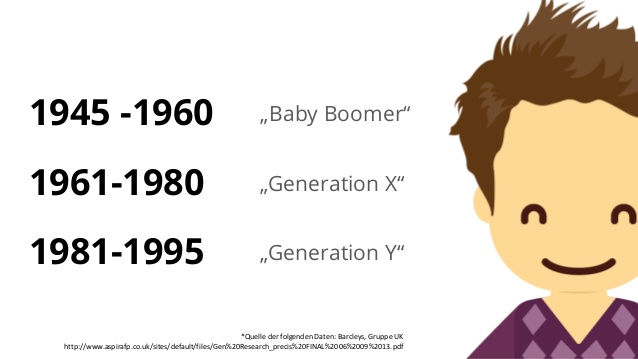 1945 -1960 „Baby Boomer“
1961-1980 „Generation X“
1981-1995 „Generation Y“
*Quelle der folgenden Daten: Barcleys, Gruppe UK
http://www.aspirafp.co.uk/sites/default/files/Gen%20Research_precis%20FINAL%2006%2009%2013.pdf